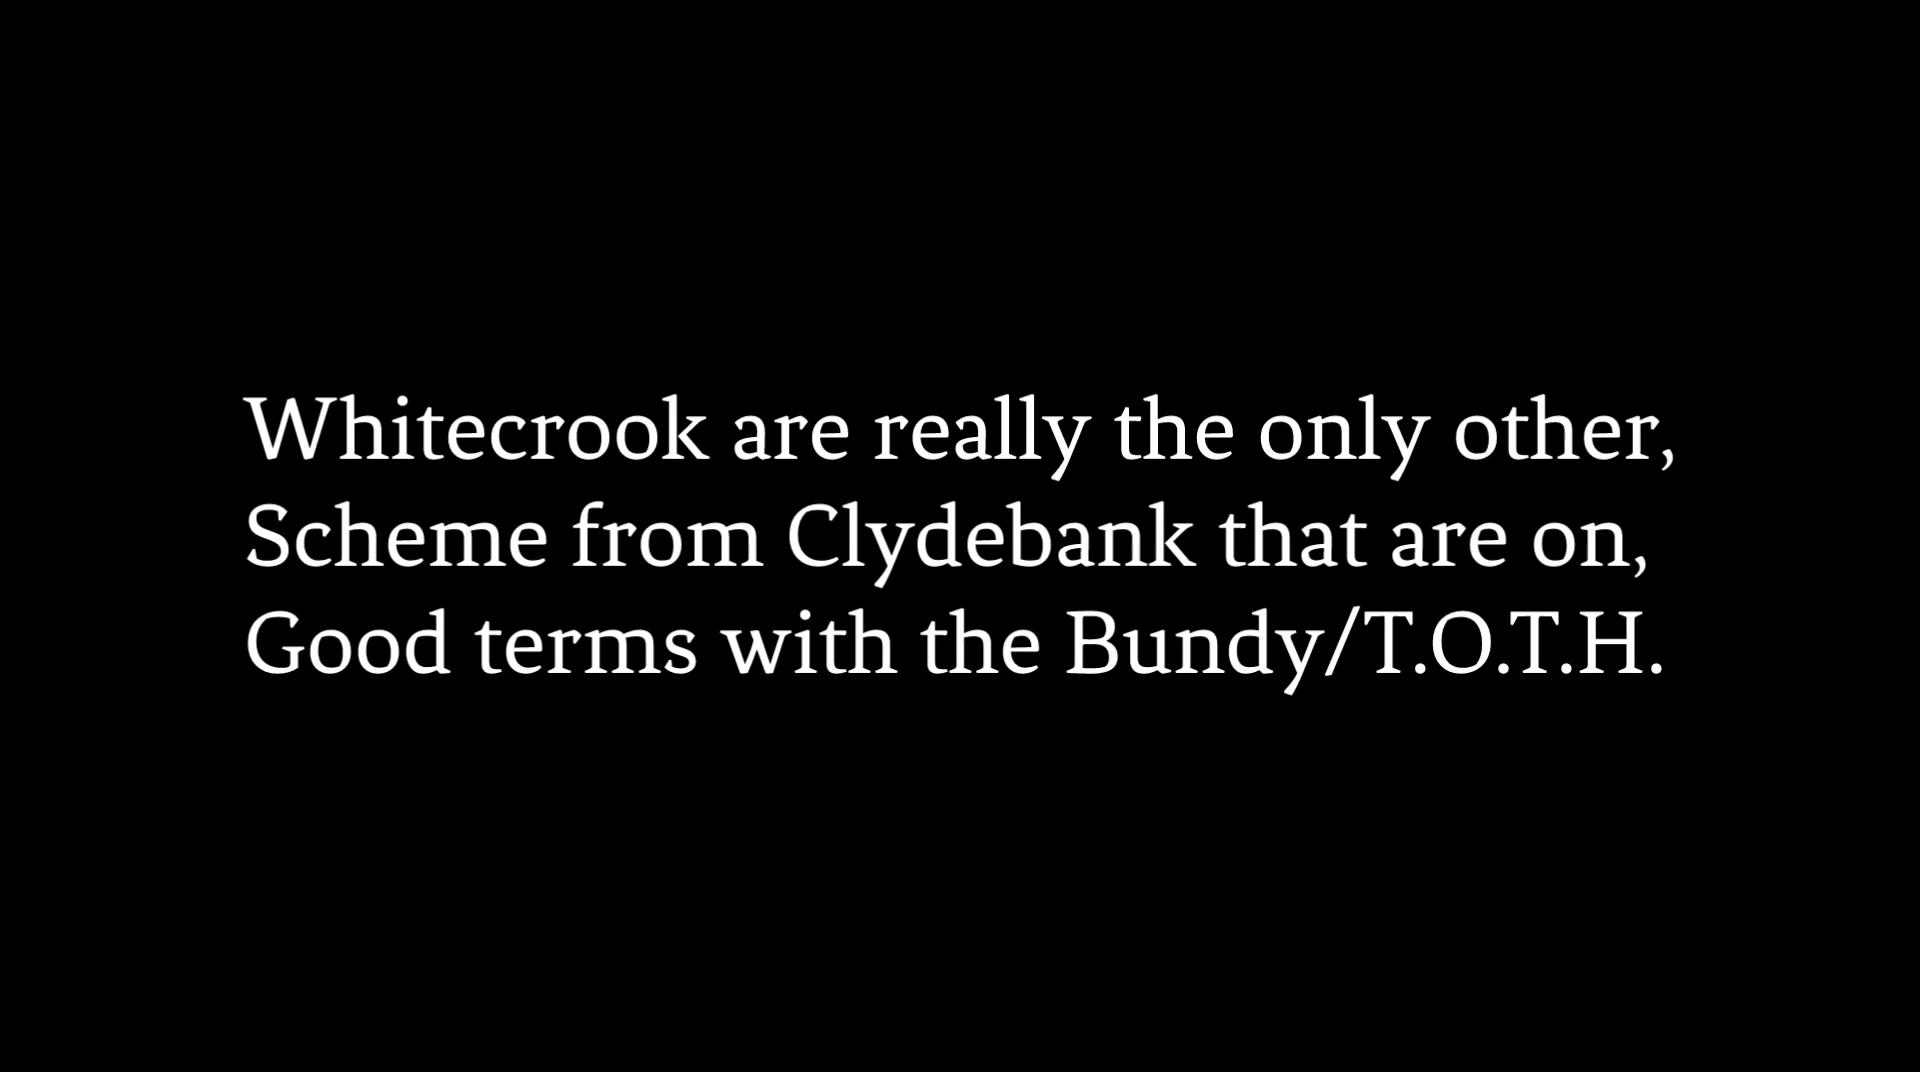 Whitecrook are really the only other,
Scheme from Clydebank that are on,
Good terms with the Bundy/T.O.T.H.